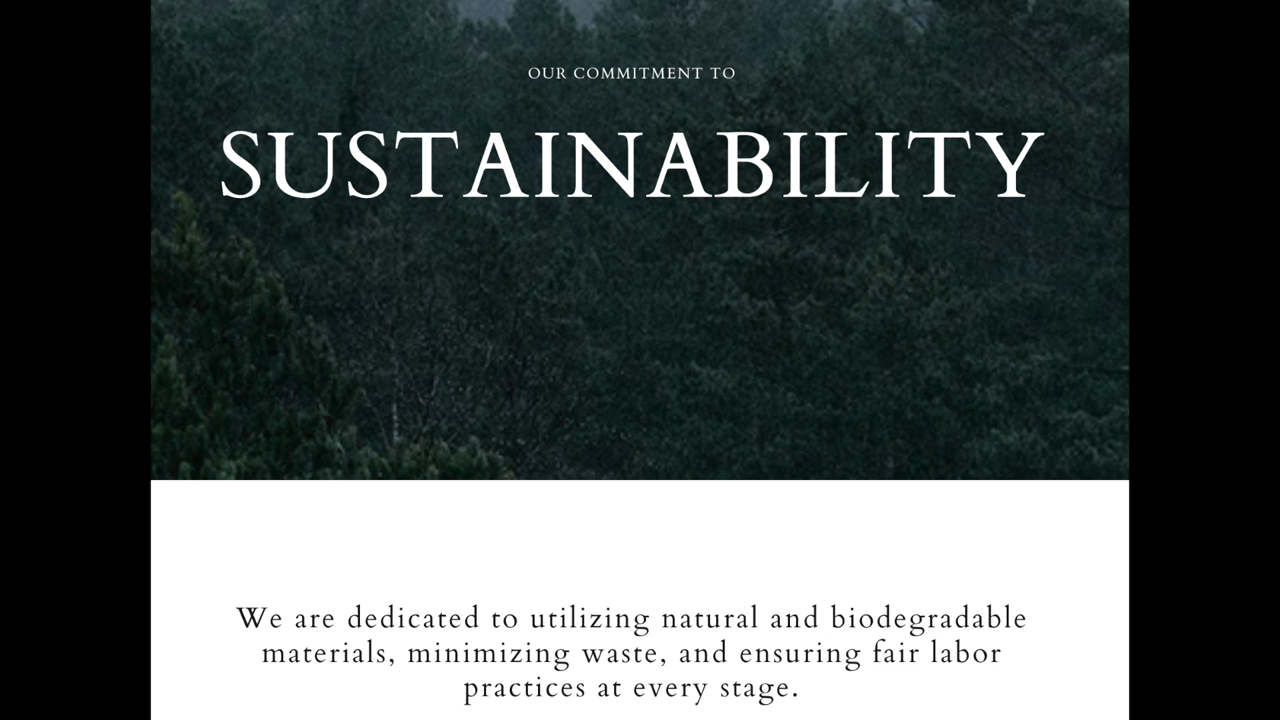 OUR COMMITMENT TO
SUSTAINABILITY
We are dedicated to utilizing natural and biodegradable
materials, minimizing waste, and ensuring fair labor
practices at every stage.